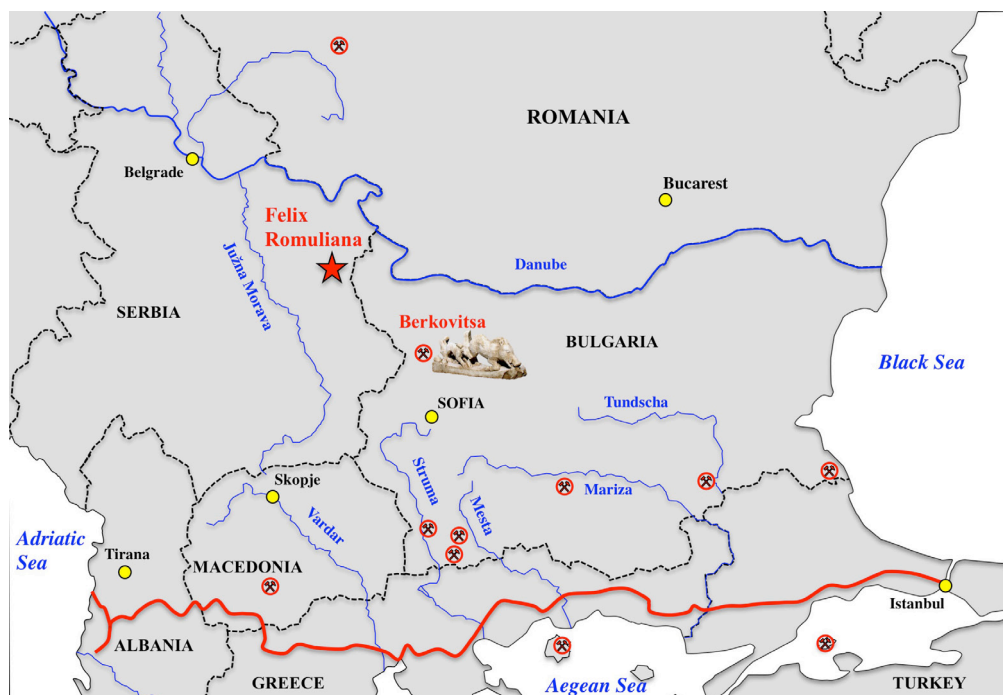 ROMANIA
Belgrade
Bucarest
Felix
Romuliana
Južna Morava
Danube
SERBIA
Berkovitsa
BULGARIA
Black Sea
SOFIA
Tundscha
Struma
Skopje
Mesta
Mariza
Vardar
Adriatic
Sea
Tirana
MACEDONIA
Istanbul
ALBANIA
GREECE
Aegean Sea
TURKEY